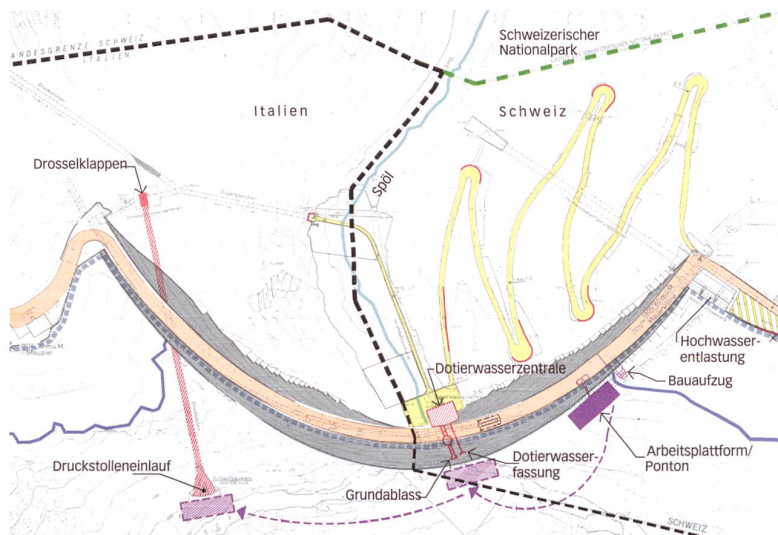 Schweizerischer
Nationalpark
LANDESGRENZE SCHWEIZ
ITALIEN
Italien
Schweiz
Drosselklappen
Spöl
Hochwasser-
entlastung
Bauaufzug
Dotierwasserzentrale
Arbeitsplattform/
Ponton
Dotierwasser-
fassung
Druckstolleneinlauf
Grundablass
SCHWEIZ